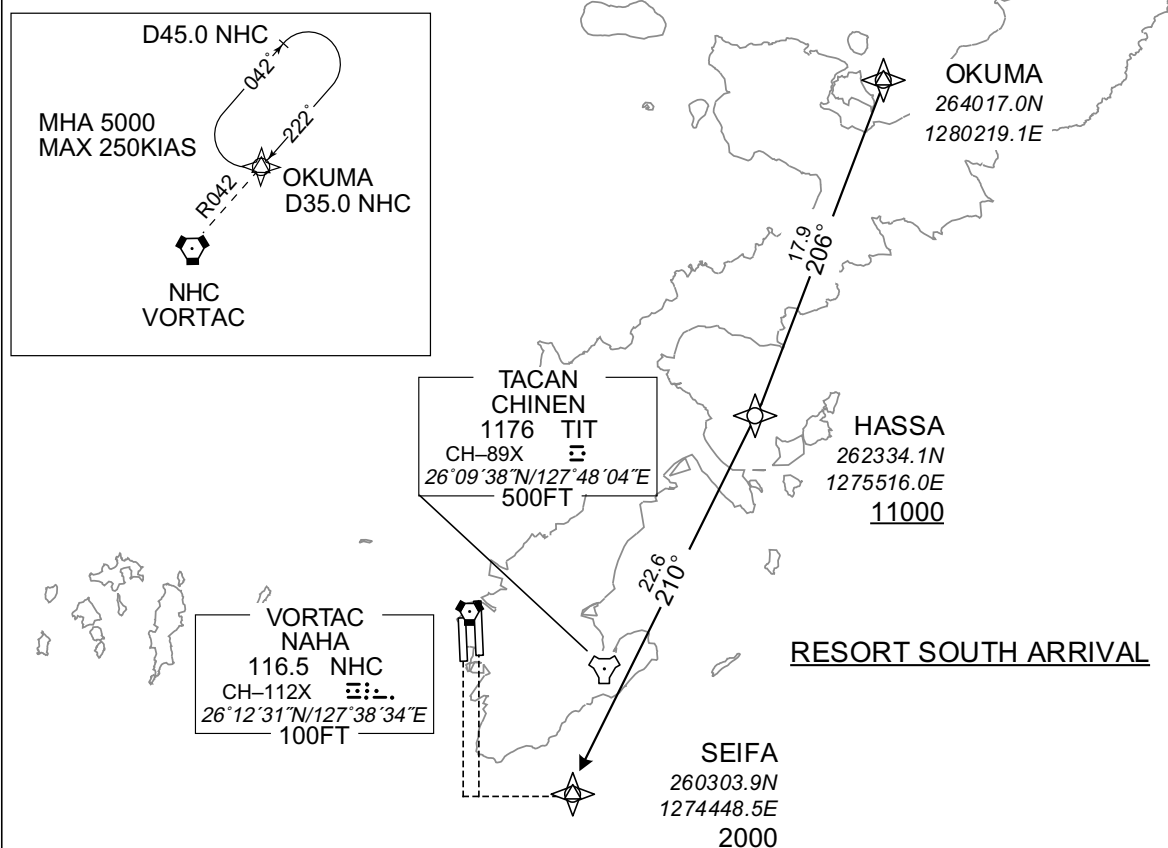 D45.0 NHC
042°
222°
MHA 5000
MAX 250KIAS
OKUMA
D35.0 NHC
R042
NHC
VORTAC
OKUMA
264017.0N
1280219.1E
17.9
206°
TACAN
CHINEN
1176 TIT
CH–89X
26°09´38˝N/127°48´04˝E
500FT
HASSA
262334.1N
1275516.0E
11000
22.6
210°
VORTAC
NAHA
116.5 NHC
CH–112X
26°12´31˝N/127°38´34˝E
100FT
RESORT SOUTH ARRIVAL
SEIFA
260303.9N
1274448.5E
2000